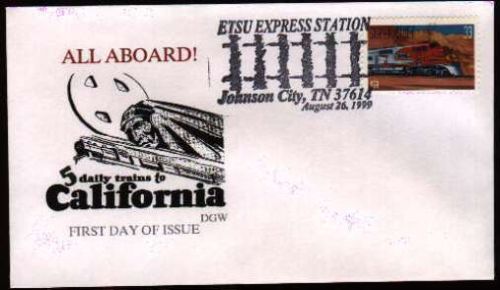 ALL ABOARD!
5 daily trains to
California
DGW
FIRST DAY OF ISSUE
ETSU EXPRESS STATION
Johnson City, TN 37614
August 26, 1999
33